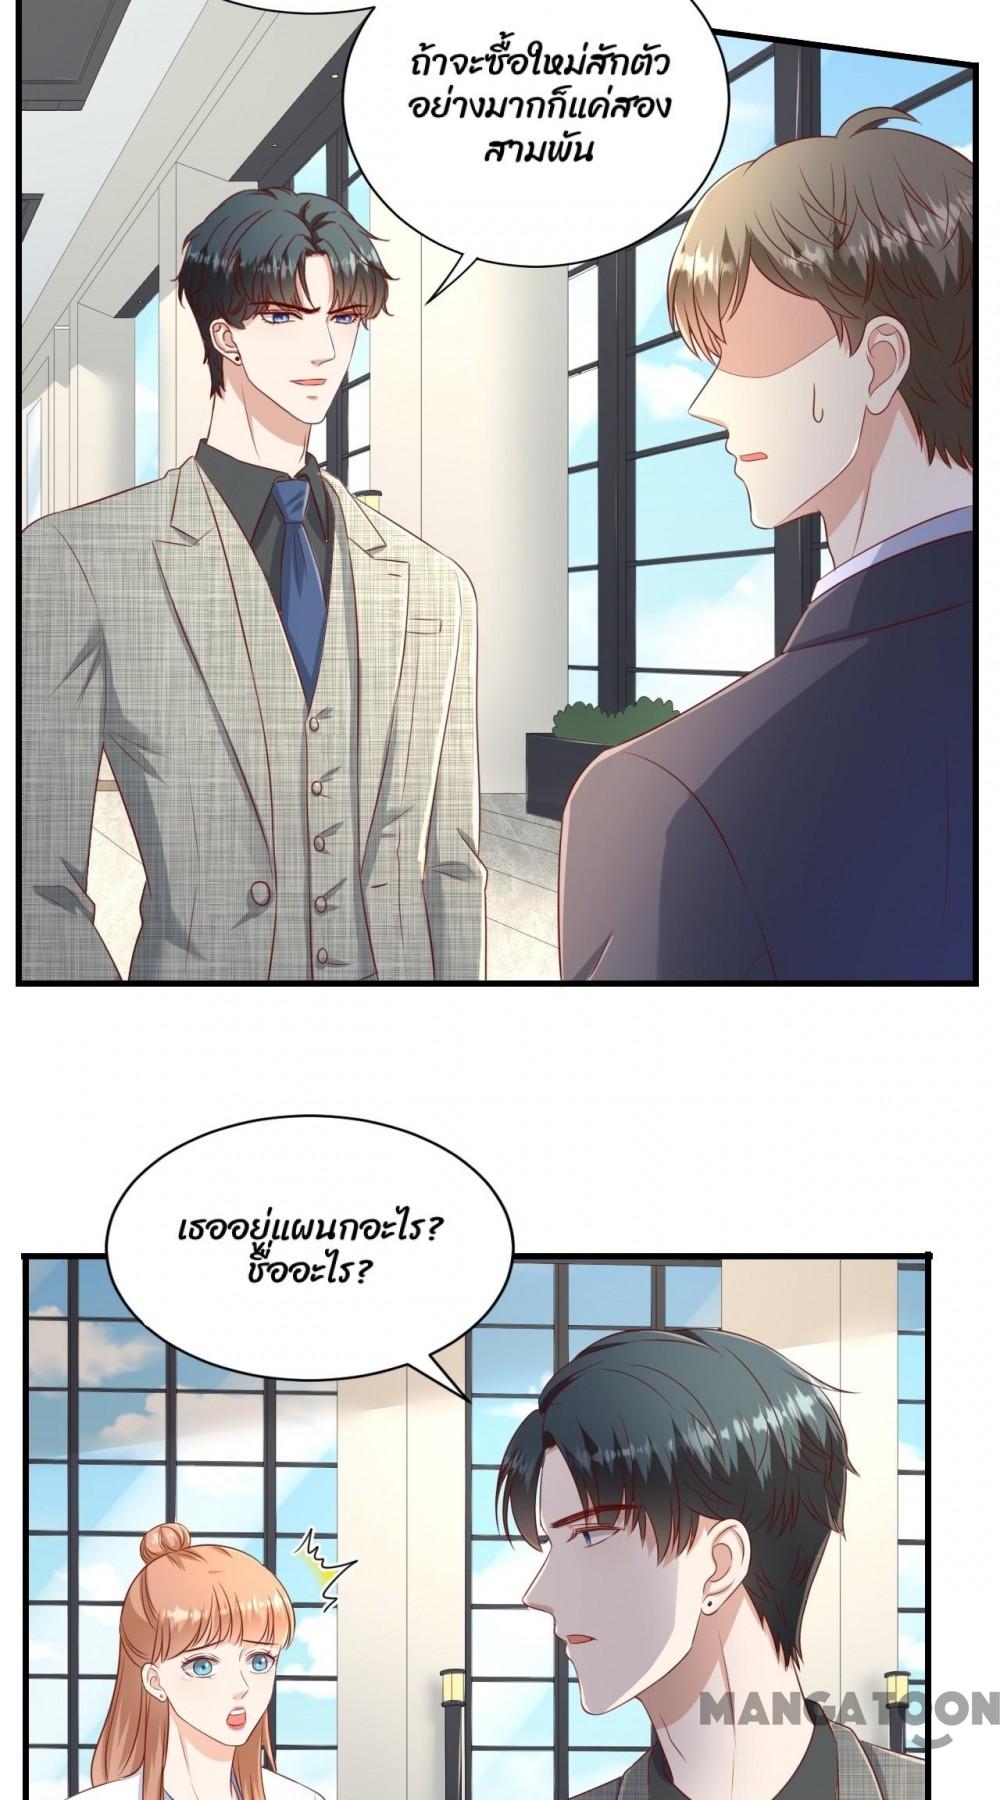 ถ้าจะซื้อใหม่สักตัว
อย่างมากก็แค่สอง
สามพัน
เธออยู่แผนกอะไร?
ชื่ออะไร?
MANGATOON